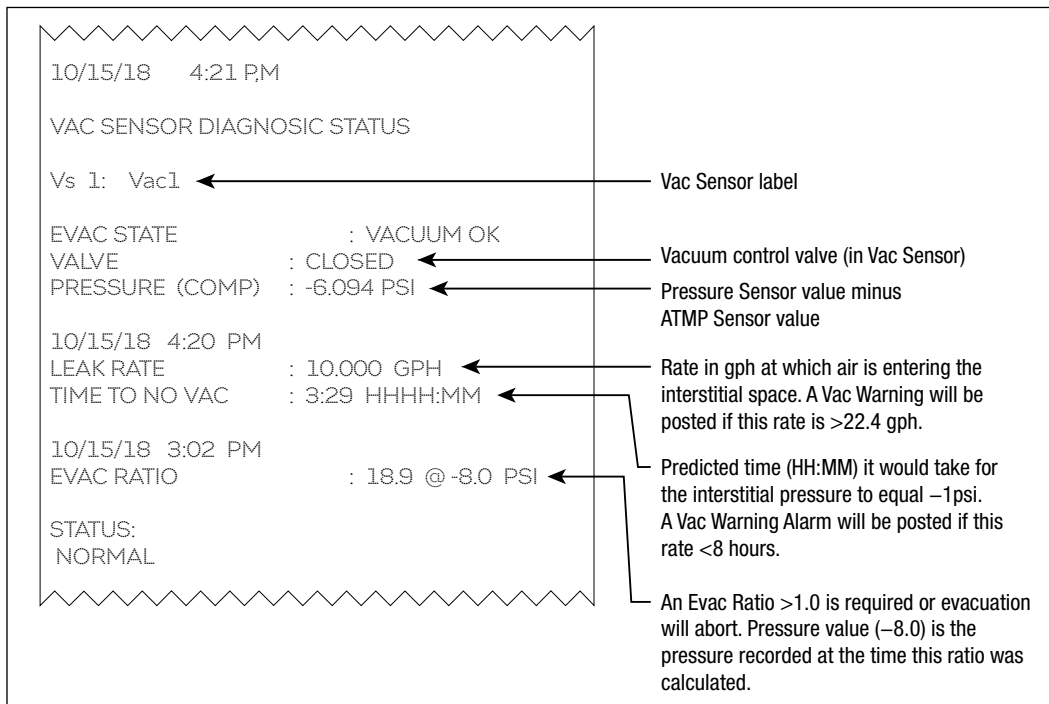 10/15/18 4:21 P,M
VAC SENSOR DIAGNOSIC STATUS
Vs 1: Vac1
EVAC STATE : VACUUM OK
VALVE : CLOSED
PRESSURE (COMP) : -6.094 PSI
10/15/18 4:20 PM
LEAK RATE : 10.000 GPH
TIME TO NO VAC : 3:29 HHHH:MM
10/15/18 3:02 PM
EVAC RATIO : 18.9 @ -8.0 PSI
STATUS:
NORMAL
Vac Sensor label
Vacuum control valve (in Vac Sensor)
Pressure Sensor value minus
ATMP Sensor value
Rate in gph at which air is entering the
interstitial space. A Vac Warning will be
posted if this rate is >22.4 gph.
Predicted time (HH:MM) it would take for
the interstitial pressure to equal −1psi.
A Vac Warning Alarm will be posted if this
rate <8 hours.
An Evac Ratio >1.0 is required or evacuation
will abort. Pressure value (−8.0) is the
pressure recorded at the time this ratio was
calculated.